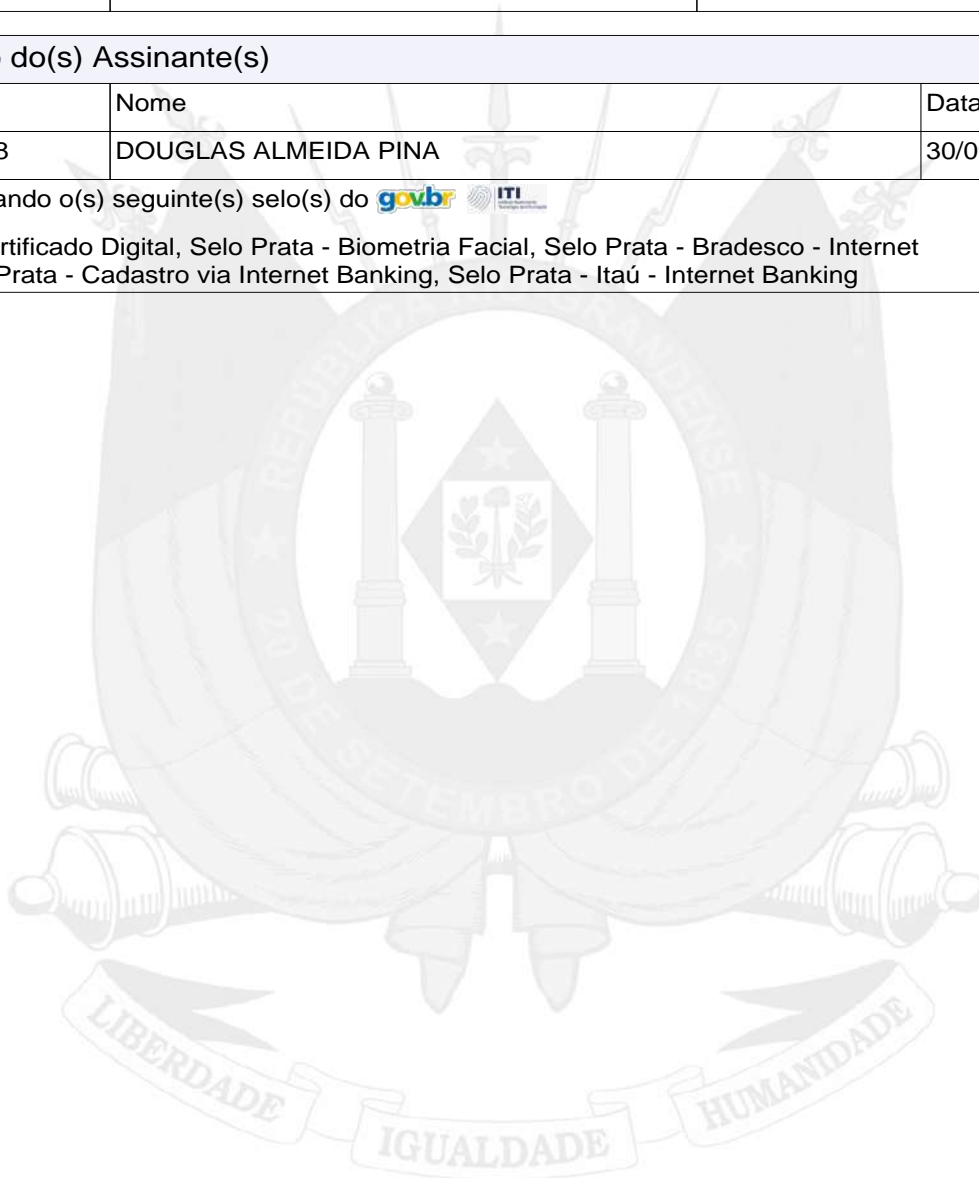 do(s) Assinante(s)
Nome
Data
DOUGLAS ALMEIDA PINA
30/0
ando o(s) seguinte(s) selo(s) do gov.br ITI
rtificado Digital, Selo Prata - Biometria Facial, Selo Prata - Bradesco - Internet
Prata - Cadastro via Internet Banking, Selo Prata - Itaú - Internet Banking
REPÚBLICA RIO-GRANDENSE
20 DE SETEMBRO DE 1835
LIBERDADE IGUALDADE HUMANIDADE